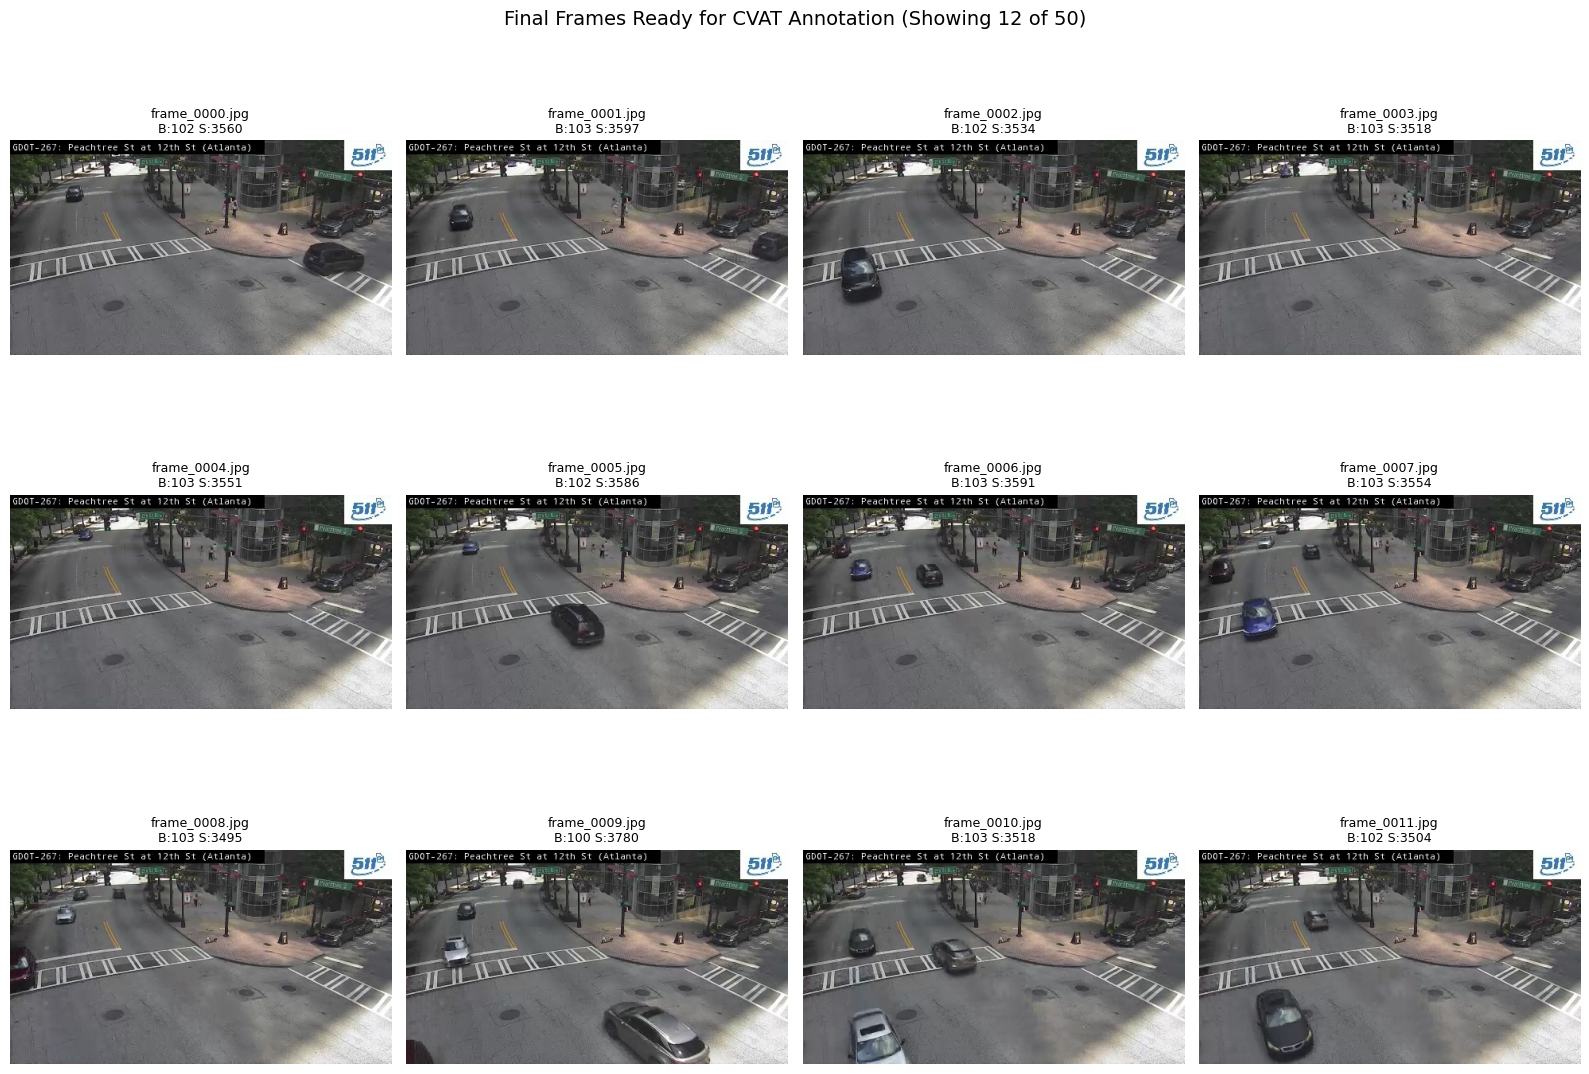 Final Frames Ready for CVAT Annotation (Showing 12 of 50)
frame_0000.jpg
B:102 S:3560
frame_0001.jpg
B:103 S:3597
frame_0002.jpg
B:102 S:3534
frame_0003.jpg
B:103 S:3518
GDOT-267: Peachtree St at 12th St (Atlanta)
511
GDOT-267: Peachtree St at 12th St (Atlanta)
511
GDOT-267: Peachtree St at 12th St (Atlanta)
511
GDOT-267: Peachtree St at 12th St (Atlanta)
511
frame_0004.jpg
B:103 S:3551
frame_0005.jpg
B:102 S:3586
frame_0006.jpg
B:103 S:3591
frame_0007.jpg
B:103 S:3554
GDOT-267: Peachtree St at 12th St (Atlanta)
511
GDOT-267: Peachtree St at 12th St (Atlanta)
511
GDOT-267: Peachtree St at 12th St (Atlanta)
511
GDOT-267: Peachtree St at 12th St (Atlanta)
511
frame_0008.jpg
B:103 S:3495
frame_0009.jpg
B:100 S:3780
frame_0010.jpg
B:103 S:3518
frame_0011.jpg
B:102 S:3504
GDOT-267: Peachtree St at 12th St (Atlanta)
511
GDOT-267: Peachtree St at 12th St (Atlanta)
511
GDOT-267: Peachtree St at 12th St (Atlanta)
511
GDOT-267: Peachtree St at 12th St (Atlanta)
511